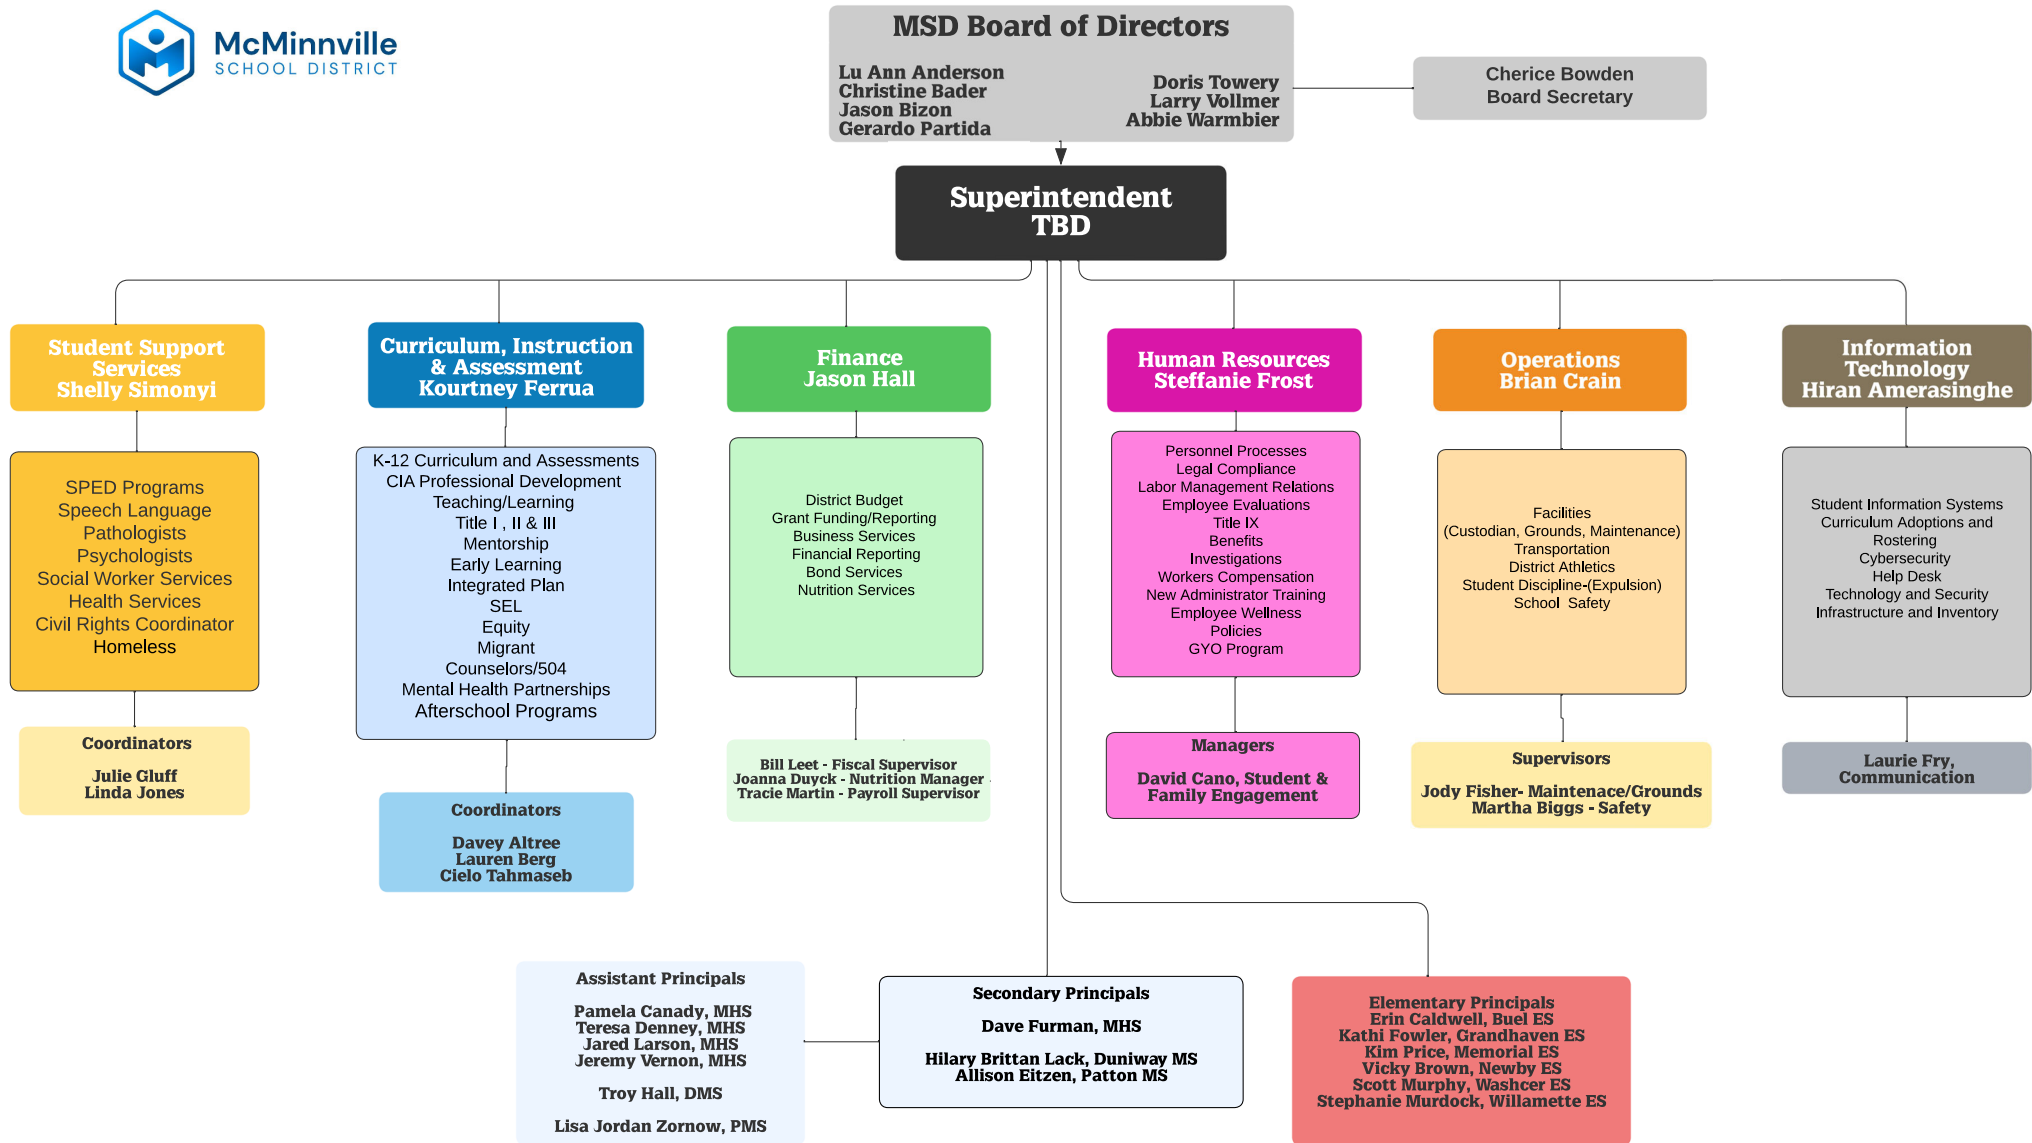 McMinnville
SCHOOL DISTRICT
MSD Board of Directors
Lu Ann Anderson
Christine Bader
Jason Bizon
Gerardo Partida
Doris Towery
Larry Vollmer
Abbie Warmbier
Cherice Bowden
Board Secretary
Superintendent
TBD
Student Support
Services
Shelly Simonyi
SPED Programs
Speech Language
Pathologists
Psychologists
Social Worker Services
Health Services
Civil Rights Coordinator
Homeless
Coordinators
Julie Gluff
Linda Jones
Curriculum, Instruction
& Assessment
Kourtney Ferrua
K-12 Curriculum and Assessments
CIA Professional Development
Teaching/Learning
Title I , II & III
Mentorship
Early Learning
Integrated Plan
SEL
Equity
Migrant
Counselors/504
Mental Health Partnerships
Afterschool Programs
Coordinators
Davey Altree
Lauren Berg
Cielo Tahmaseb
Finance
Jason Hall
District Budget
Grant Funding/Reporting
Business Services
Financial Reporting
Bond Services
Nutrition Services
Bill Leet - Fiscal Supervisor
Joanna Duyck - Nutrition Manager
Tracie Martin - Payroll Supervisor
Human Resources
Steffanie Frost
Personnel Processes
Legal Compliance
Labor Management Relations
Employee Evaluations
Title IX
Benefits
Investigations
Workers Compensation
New Administrator Training
Employee Wellness
Policies
GYO Program
Managers
David Cano, Student &
Family Engagement
Operations
Brian Crain
Facilities
(Custodian, Grounds, Maintenance)
Transportation
District Athletics
Student Discipline-(Expulsion)
School Safety
Supervisors
Jody Fisher- Maintenace/Grounds
Martha Biggs - Safety
Information
Technology
Hiran Amerasinghe
Student Information Systems
Curriculum Adoptions and
Rostering
Cybersecurity
Help Desk
Technology and Security
Infrastructure and Inventory
Laurie Fry,
Communication
Assistant Principals
Pamela Canady, MHS
Teresa Denney, MHS
Jared Larson, MHS
Jeremy Vernon, MHS
Troy Hall, DMS
Lisa Jordan Zornow, PMS
Secondary Principals
Dave Furman, MHS
Hilary Brittan Lack, Duniway MS
Allison Eitzen, Patton MS
Elementary Principals
Erin Caldwell, Buel ES
Kathi Fowler, Grandhaven ES
Kim Price, Memorial ES
Vicky Brown, Newby ES
Scott Murphy, Washcer ES
Stephanie Murdock, Willamette ES